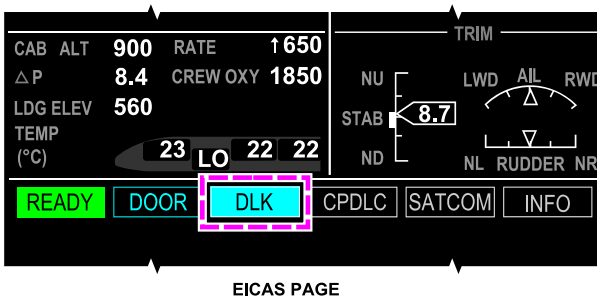 CAB ALT 900 RATE ↑650
△P 8.4 CREW OXY 1850
LDG ELEV 560
TEMP
(°C) 23 LO 22 22
TRIM
NU LWD AIL RWD
STAB 8.7
ND NL RUDDER NR
READY DOOR DLK CPDLC SATCOM INFO
EICAS PAGE